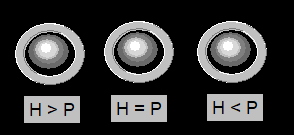 H > P
H = P
H < P